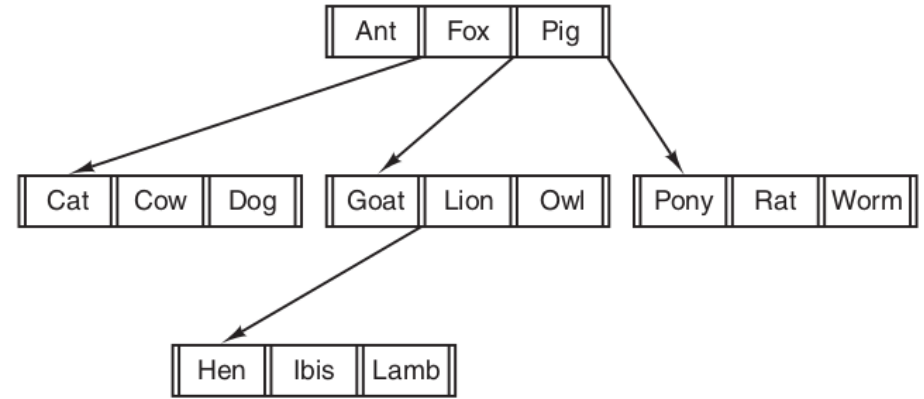 Ant Fox Pig
Cat Cow Dog Goat Lion Owl Pony Rat Worm
Hen Ibis Lamb